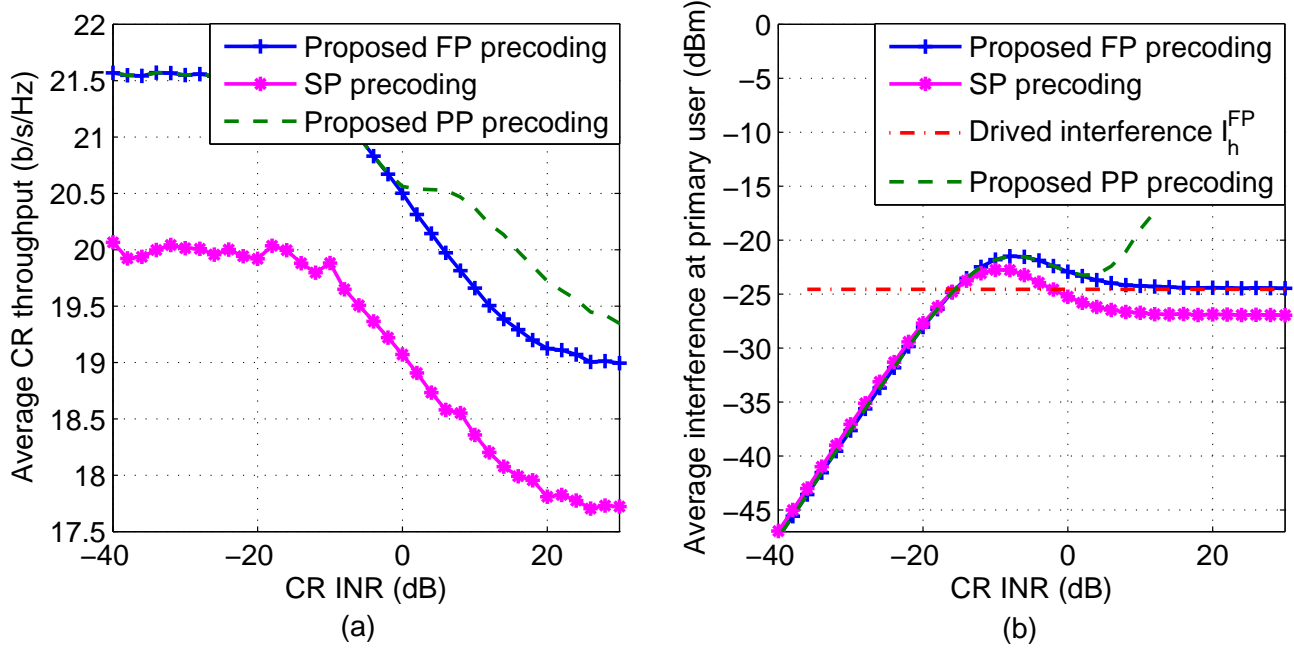 22
21.5
21
20.5
20
19.5
19
18.5
18
17.5
−40
−20
0
20
Average CR throughput (b/s/Hz)
CR INR (dB)
(a)
Proposed FP precoding
SP precoding
Proposed PP precoding
0
−5
−10
−15
−20
−25
−30
−35
−40
−45
−40
−20
0
20
Average interference at primary user (dBm)
CR INR (dB)
(b)
Proposed FP precoding
SP precoding
Drived interference I_h^FP
Proposed PP precoding